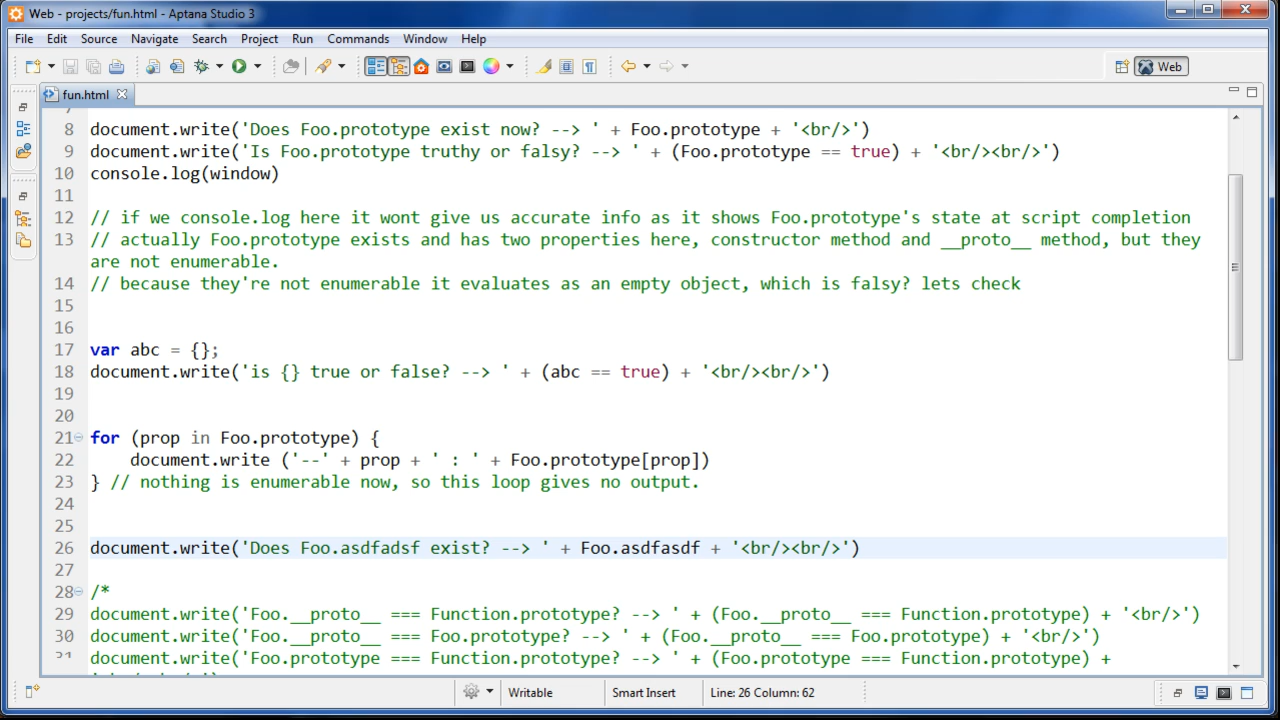 Web - projects/fun.html - Aptana Studio 3
File Edit Source Navigate Search Project Run Commands Window Help
Web
fun.html
7
8 document.write('Does Foo.prototype exist now? --> ' + Foo.prototype + '<br/>')
9 document.write('Is Foo.prototype truthy or falsy? --> ' + (Foo.prototype == true) + '<br/><br/>')
10 console.log(window)
11
12 // if we console.log here it wont give us accurate info as it shows Foo.prototype's state at script completion
13 // actually Foo.prototype exists and has two properties here, constructor method and __proto__ method, but they
are not enumerable.
14 // because they're not enumerable it evaluates as an empty object, which is falsy? lets check
15
16
17 var abc = {};
18 document.write('is {} true or false? --> ' + (abc == true) + '<br/><br/>')
19
20
21 for (prop in Foo.prototype) {
22 document.write ('--' + prop + ' : ' + Foo.prototype[prop])
23 } // nothing is enumerable now, so this loop gives no output.
24
25
26 document.write('Does Foo.asdfadsf exist? --> ' + Foo.asdfasdf + '<br/><br/>')
27
28 /*
29 document.write('Foo.__proto__ === Function.prototype? --> ' + (Foo.__proto__ === Function.prototype) + '<br/>')
30 document.write('Foo.__proto__ === Foo.prototype? --> ' + (Foo.__proto__ === Foo.prototype) + '<br/>')
31 document.write('Foo.prototype === Function.prototype? --> ' + (Foo.prototype === Function.prototype) +
Writable Smart Insert Line: 26 Column: 62